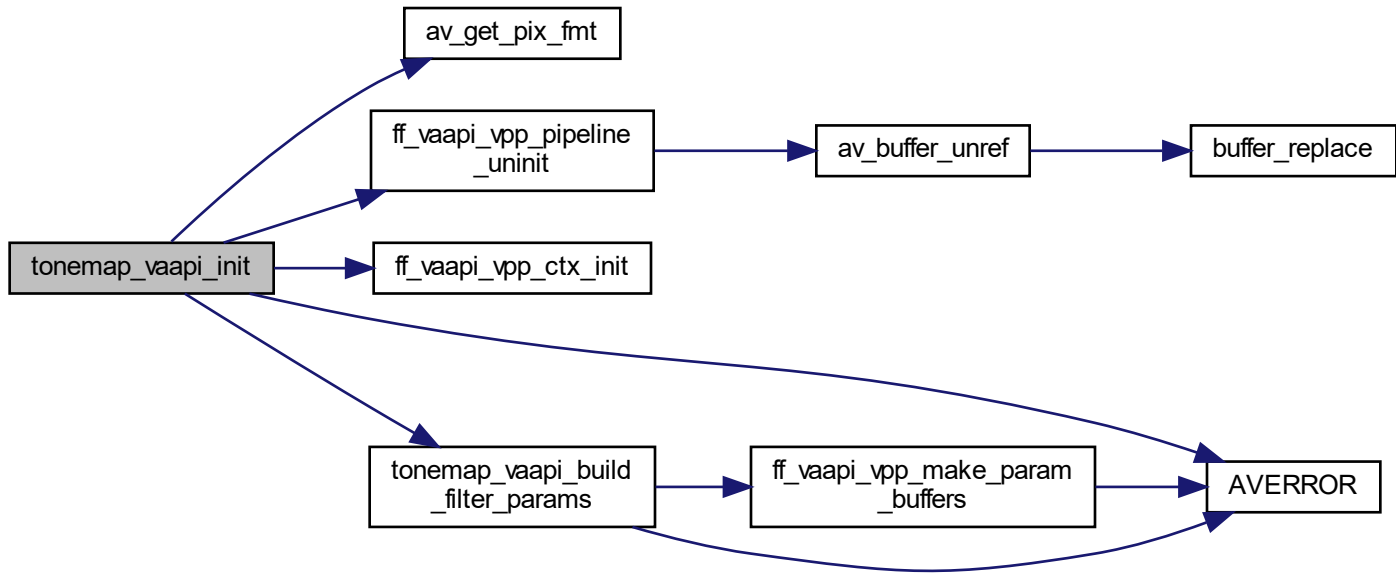 av_get_pix_fmt
ff_vaapi_vpp_pipeline
_uninit
av_buffer_unref
buffer_replace
tonemap_vaapi_init
ff_vaapi_vpp_ctx_init
tonemap_vaapi_build
_filter_params
ff_vaapi_vpp_make_param
_buffers
AVERROR